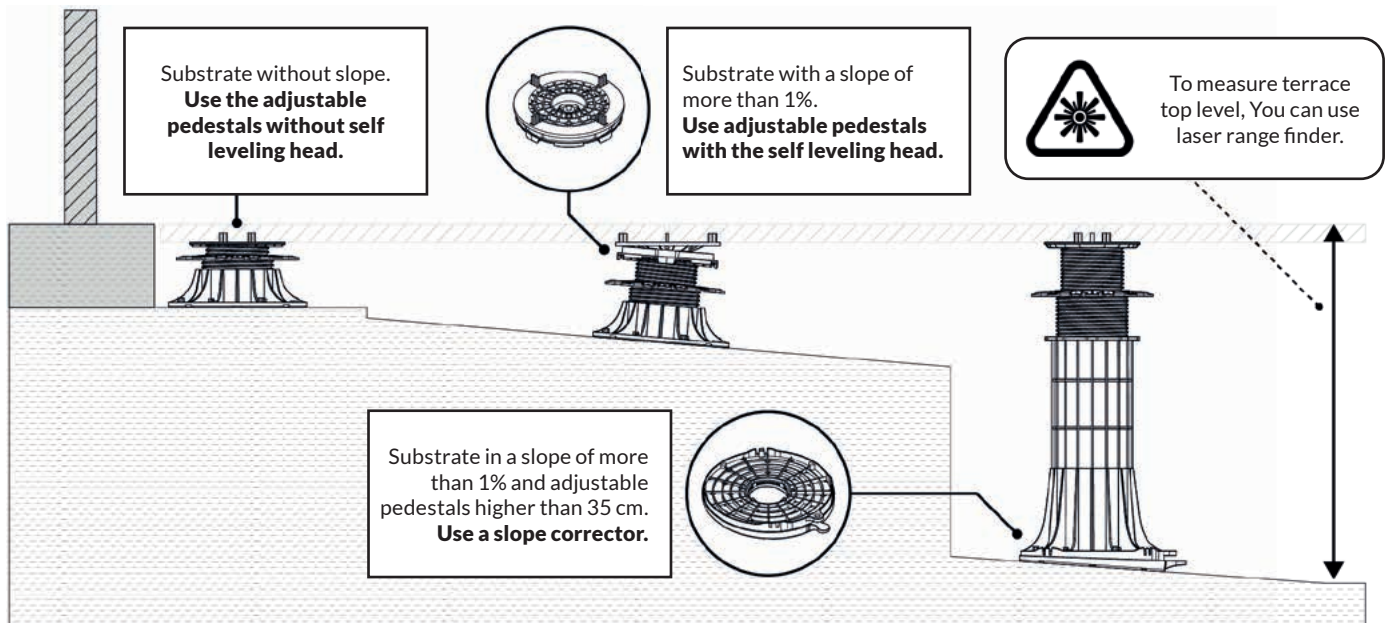 Substrate without slope.
Use the adjustable
pedestals without self
leveling head.
Substrate with a slope of
more than 1%.
Use adjustable pedestals
with the self leveling head.
To measure terrace
top level, You can use
laser range finder.
Substrate in a slope of more
than 1% and adjustable
pedestals higher than 35 cm.
Use a slope corrector.